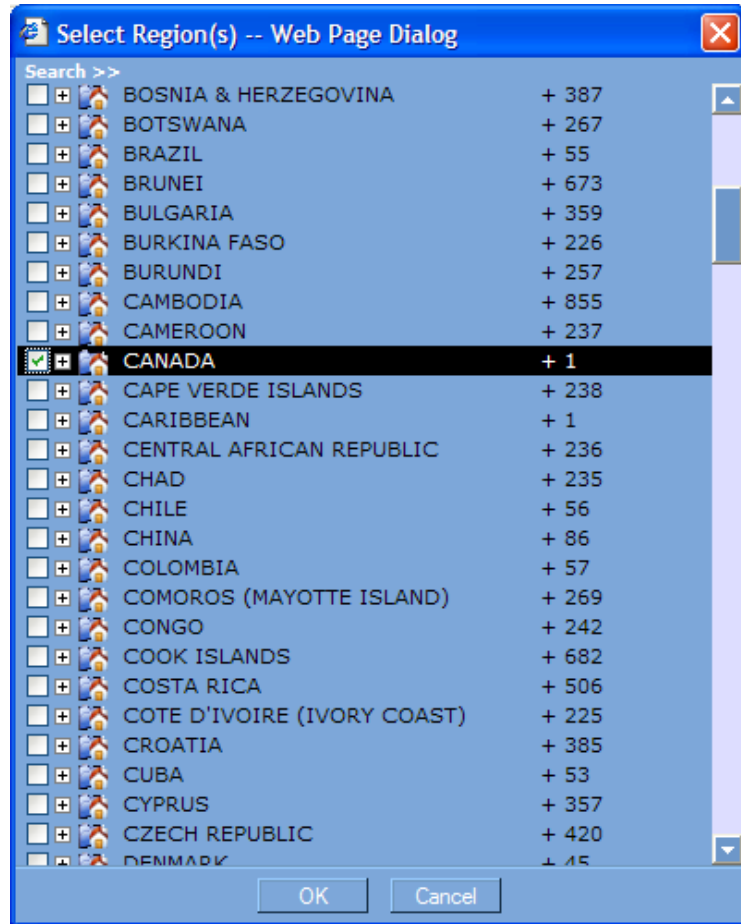 Select Region(s) -- Web Page Dialog
Search >>
BOSNIA & HERZEGOVINA + 387
BOTSWANA + 267
BRAZIL + 55
BRUNEI + 673
BULGARIA + 359
BURKINA FASO + 226
BURUNDI + 257
CAMBODIA + 855
CAMEROON + 237
CANADA + 1
CAPE VERDE ISLANDS + 238
CARIBBEAN + 1
CENTRAL AFRICAN REPUBLIC + 236
CHAD + 235
CHILE + 56
CHINA + 86
COLOMBIA + 57
COMOROS (MAYOTTE ISLAND) + 269
CONGO + 242
COOK ISLANDS + 682
COSTA RICA + 506
COTE D'IVOIRE (IVORY COAST) + 225
CROATIA + 385
CUBA + 53
CYPRUS + 357
CZECH REPUBLIC + 420
DENMARK + 45
OK Cancel